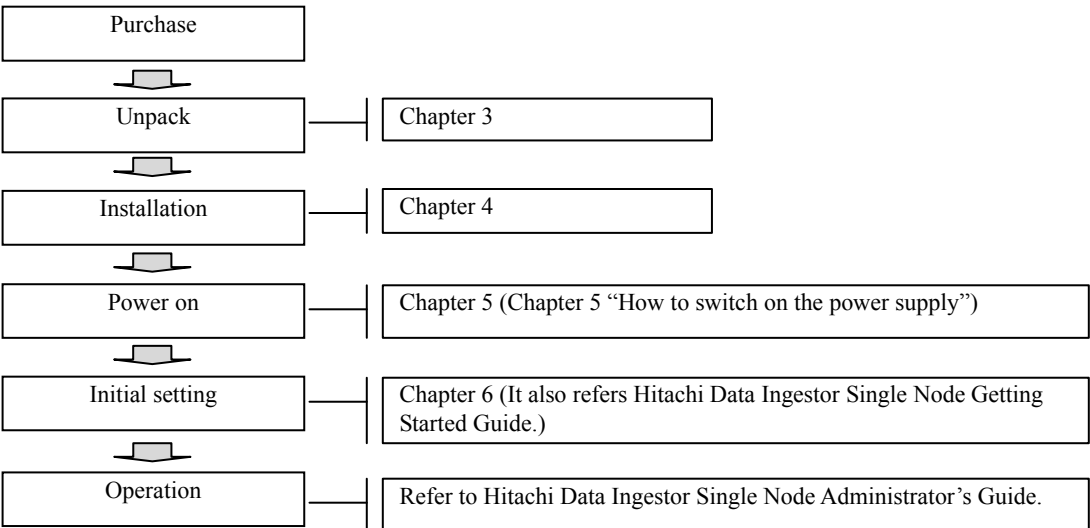 Purchase
Unpack
Chapter 3
Installation
Chapter 4
Power on
Chapter 5 (Chapter 5 “How to switch on the power supply”)
Initial setting
Chapter 6 (It also refers Hitachi Data Ingestor Single Node Getting
Started Guide.)
Operation
Refer to Hitachi Data Ingestor Single Node Administrator’s Guide.